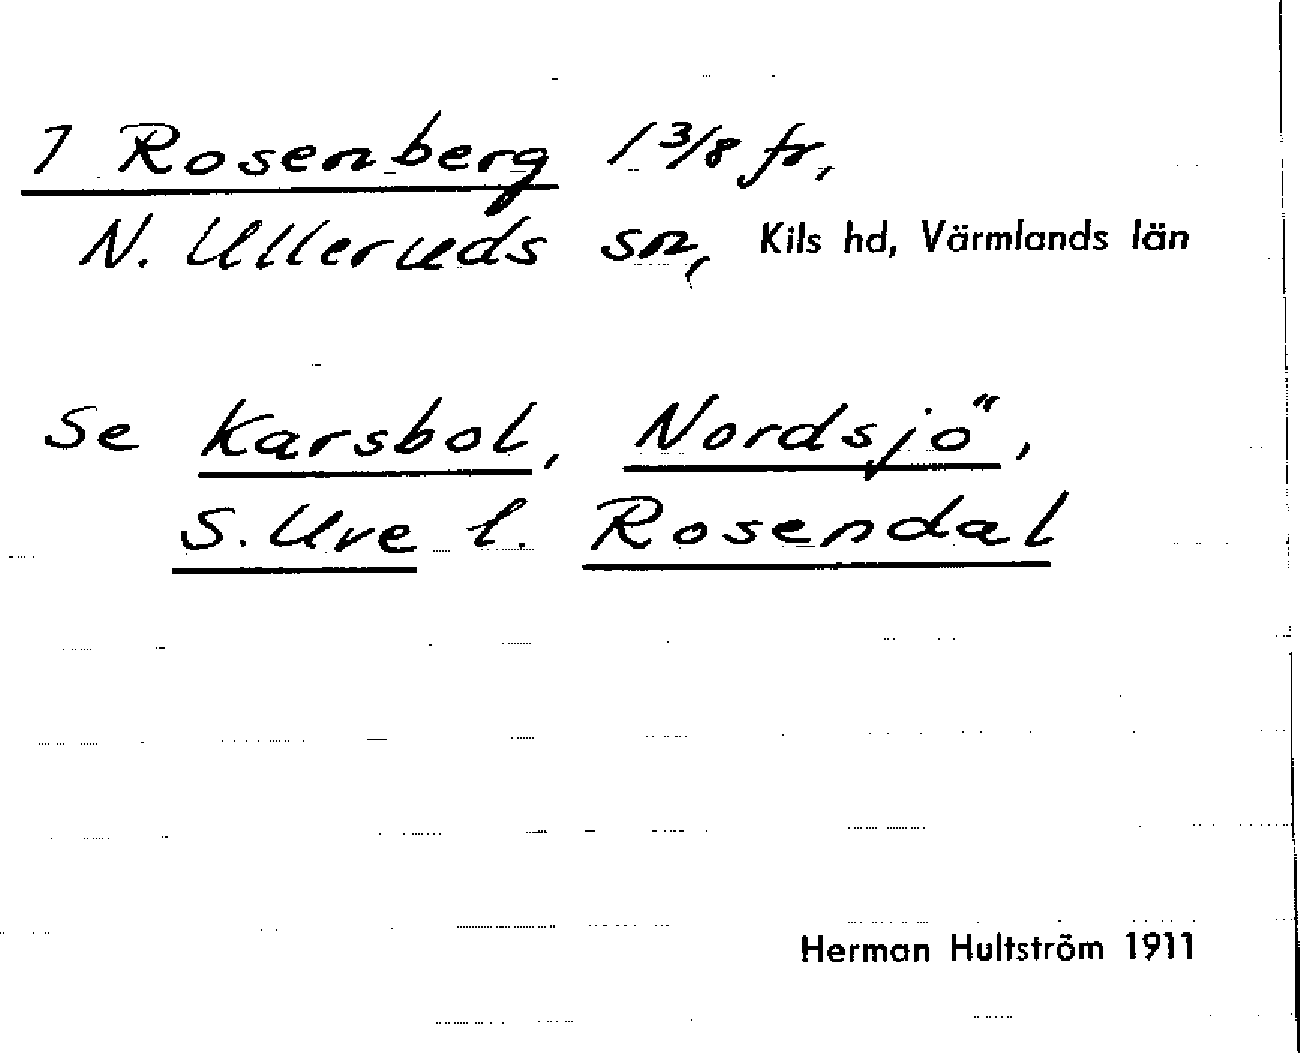 1 Rosenberg 1 3/8 fr,
N. Ulleruds sn, Kils hd, Värmlands län
Se Karsbol, Nordsjö,
S. Ure l. Rosendal
Herman Hultström 1911